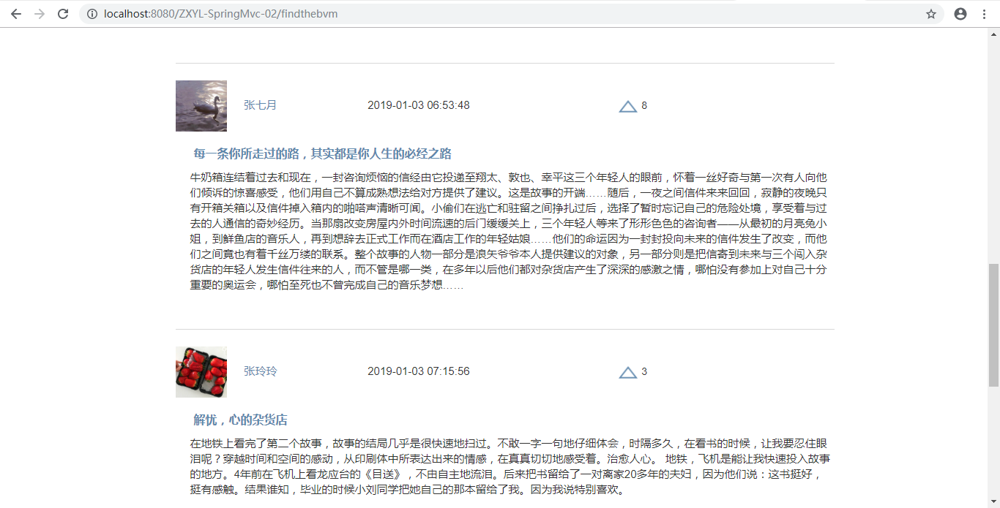 localhost:8080/ZXYL-SpringMvc-02/findthebvm
张七月 2019-01-03 06:53:48 8
每一条你所走过的路，其实都是你人生的必经之路
牛奶箱连结着过去和现在，一封咨询烦恼的信经由它投递至翔太、敦也、幸平这三个年轻人的眼前，怀着一丝好奇与第一次有人向他
们倾诉的惊喜感受，他们用自己不算成熟想法给对方提供了建议。这是故事的开端……随后，一夜之间信件来来回回，寂静的夜晚只
有开箱关箱以及信件掉入箱内的啪嗒声清晰可闻。小偷们在逃亡和驻留之间挣扎过后，选择了暂时忘记自己的危险处境，享受着与过
去的人通信的奇妙经历。当那扇改变房屋内外时间流速的后门缓缓关上，三个年轻人等来了形形色色的咨询者——从最初的月亮兔小
姐，到鲜鱼店的音乐人，再到想辞去正式工作而在酒店工作的年轻姑娘……他们的命运因为一封封投向未来的信件发生了改变，而他
们之间竟也有着千丝万缕的联系。整个故事的人物一部分是浪矢爷爷本人提供建议的对象，另一部分则是把信寄到未来与三个闯入杂
货店的年轻人发生信件往来的人，而不管是哪一类，在多年以后他们都对杂货店产生了深深的感激之情，哪怕没有参加上对自己十分
重要的奥运会，哪怕至死也不曾完成自己的音乐梦想……
张玲玲 2019-01-03 07:15:56 3
解忧，心的杂货店
在地铁上看完了第二个故事，故事的结局几乎是很快速地扫过。不敢一字一句地仔细体会，时隔多久，在看书的时候，让我要忍住眼
泪呢？穿越时间和空间的感动，从印刷体中所表达出来的情感，在真真切切地感受着。治愈人心。 地铁，飞机是能让我快速投入故事
的地方。4年前在飞机上看龙应台的《目送》，不由自主地流泪。后来把书留给了一对离家20多年的夫妇，因为他们说：这书挺好，
挺有感触。结果谁知，毕业的时候小刘同学把她自己的那本留给了我。因为我说特别喜欢。